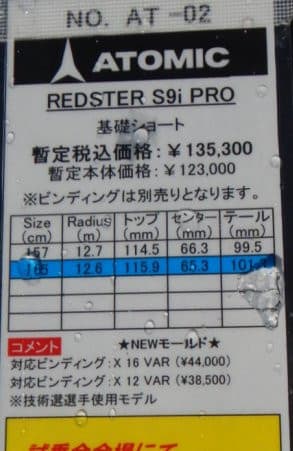 NO. AT -02
ATOMIC
REDSTER S9i PRO
基礎ショート
暫定税込価格：￥135,300
暫定本体価格：￥123,000
※ビンディングは別売りとなります。
Size (cm) Radius (m) トップ (mm) センター (mm) テール (mm)
157 12.7 114.5 66.3 99.5
165 12.6 115.9 65.3
コメント ★NEWモールド★
対応ビンディング：X 16 VAR (¥44,000)
対応ビンディング：X 12 VAR (¥38,500)
※技術選選手使用モデル